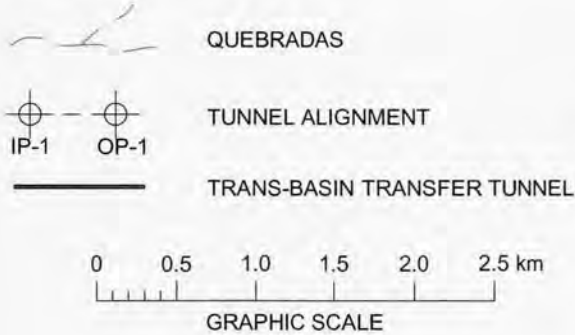 QUEBRADAS
TUNNEL ALIGNMENT
IP-1 OP-1
TRANS-BASIN TRANSFER TUNNEL
0 0.5 1.0 1.5 2.0 2.5 km
GRAPHIC SCALE